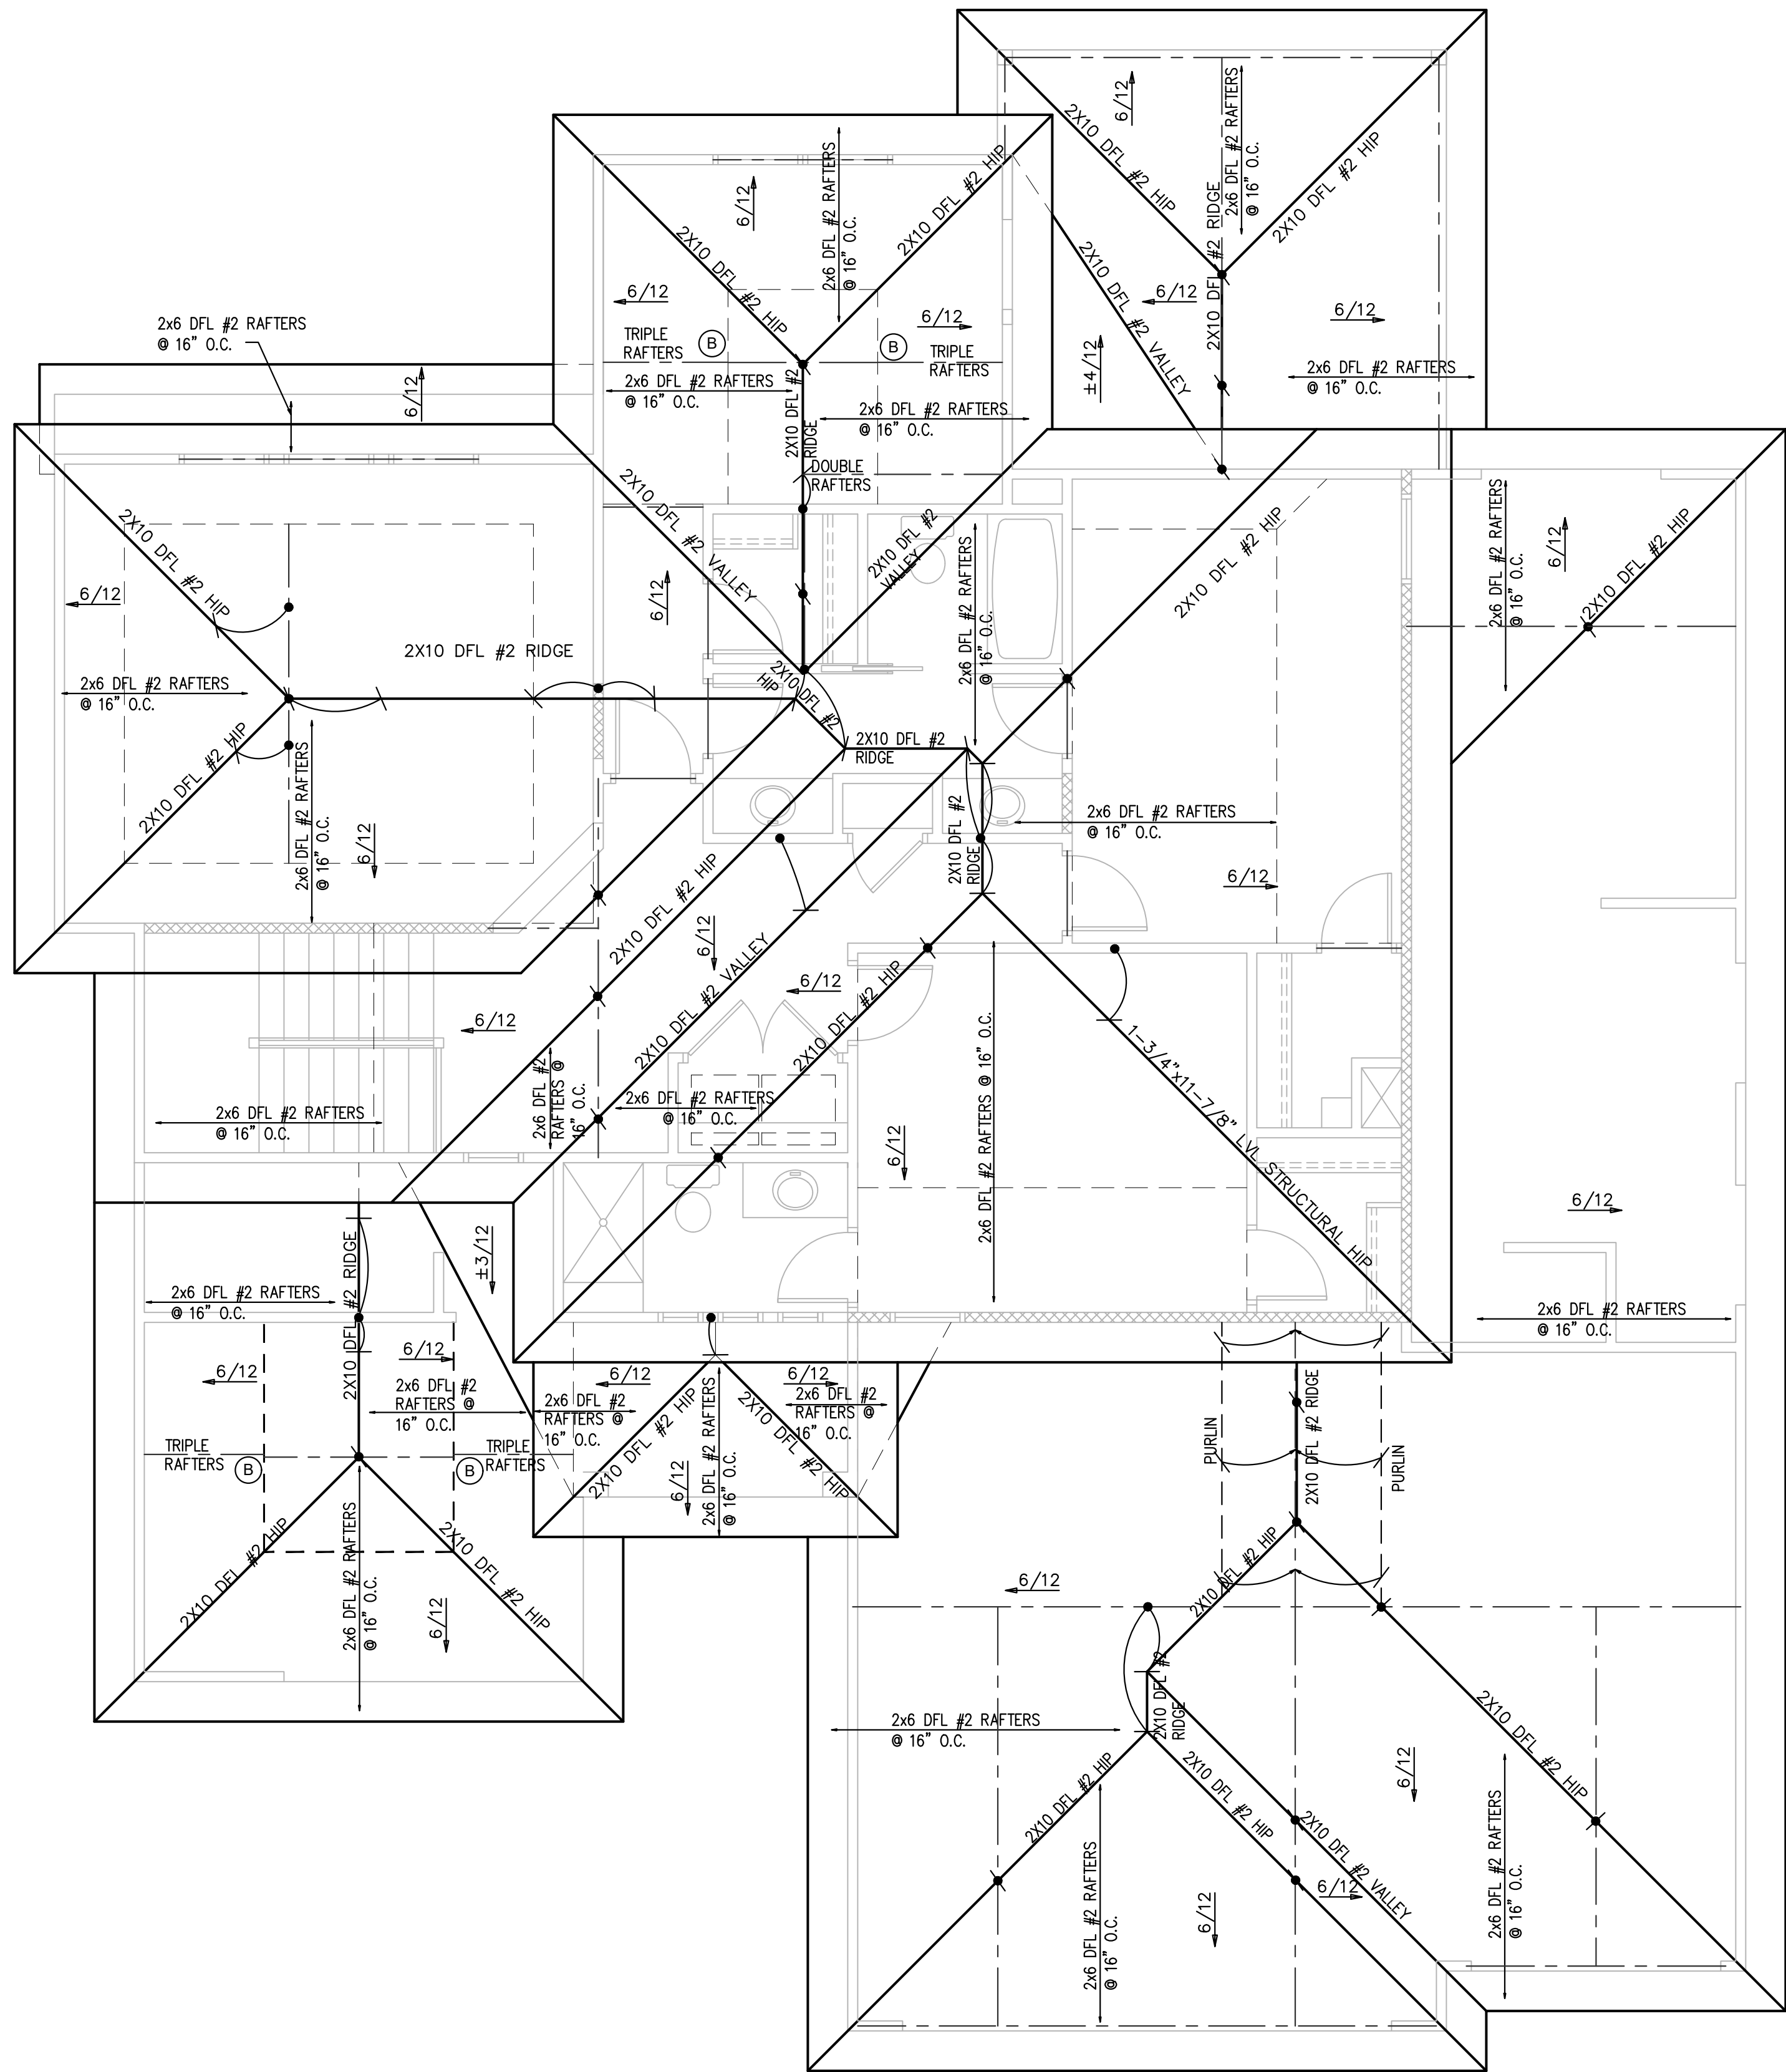 6/12
2x6 DFL #2 RAFTERS
@ 16" O.C.
2X10 DFL #2 HIP
2X10 DFL #2 HIP
2X10 DFL #2 RIDGE
6/12
6/12
±4/12
2X10 DFL #2 VALLEY
2x6 DFL #2 RAFTERS
@ 16" O.C.
6/12
2x6 DFL #2 RAFTERS
@ 16" O.C.
2X10 DFL #2 HIP
2X10 DFL #2 HIP
6/12
6/12
TRIPLE
RAFTERS
B
B
TRIPLE
RAFTERS
2x6 DFL #2 RAFTERS
@ 16" O.C.
2x6 DFL #2 RAFTERS
@ 16" O.C.
2X10 DFL #2
RIDGE
DOUBLE
RAFTERS
2x6 DFL #2 RAFTERS
@ 16" O.C.
6/12
2X10 DFL #2 HIP
6/12
2X10 DFL #2 RIDGE
2x6 DFL #2 RAFTERS
@ 16" O.C.
2X10 DFL #2 HIP
2x6 DFL #2 RAFTERS
@ 16" O.C.
6/12
6/12
2X10 DFL #2 VALLEY
2X10 DFL #2
VALLEY
2x6 DFL #2 RAFTERS
@ 16" O.C.
2X10 DFL #2
HIP
2X10 DFL #2
RIDGE
2X10 DFL #2
RIDGE
2X10 DFL #2 HIP
2x6 DFL #2 RAFTERS
@ 16" O.C.
6/12
2x6 DFL #2 RAFTERS
@ 16" O.C.
6/12
2X10 DFL #2 HIP
2X10 DFL #2 HIP
6/12
2X10 DFL #2 VALLEY
6/12
2X10 DFL #2 HIP
6/12
2x6 DFL #2
RAFTERS @
16" O.C.
2x6 DFL #2 RAFTERS
@ 16" O.C.
2x6 DFL #2 RAFTERS
@ 16" O.C.
2x6 DFL #2 RAFTERS @ 16" O.C.
6/12
1-3/4"x11-7/8" LVL STRUCTURAL HIP
6/12
2x6 DFL #2 RAFTERS
@ 16" O.C.
±3/12
2X10 DFL #2 RIDGE
2x6 DFL #2 RAFTERS
@ 16" O.C.
6/12
6/12
2x6 DFL #2
RAFTERS @
16" O.C.
TRIPLE
RAFTERS
B
B
TRIPLE
RAFTERS
2X10 DFL #2 HIP
2x6 DFL #2 RAFTERS
@ 16" O.C.
2X10 DFL #2 HIP
6/12
6/12
2x6 DFL #2
RAFTERS @
16" O.C.
6/12
2x6 DFL #2
RAFTERS @
16" O.C.
2X10 DFL #2 HIP
6/12
2x6 DFL #2 RAFTERS
@ 16" O.C.
2X10 DFL #2 HIP
PURLIN
2X10 DFL #2 RIDGE
PURLIN
6/12
2X10 DFL #2 HIP
2X10 DFL #2
RIDGE
2x6 DFL #2 RAFTERS
@ 16" O.C.
2X10 DFL #2 HIP
2X10 DFL #2 HIP
2X10 DFL #2 HIP
6/12
2X10 DFL #2 VALLEY
6/12
2x6 DFL #2 RAFTERS
@ 16" O.C.
6/12
2x6 DFL #2 RAFTERS
@ 16" O.C.